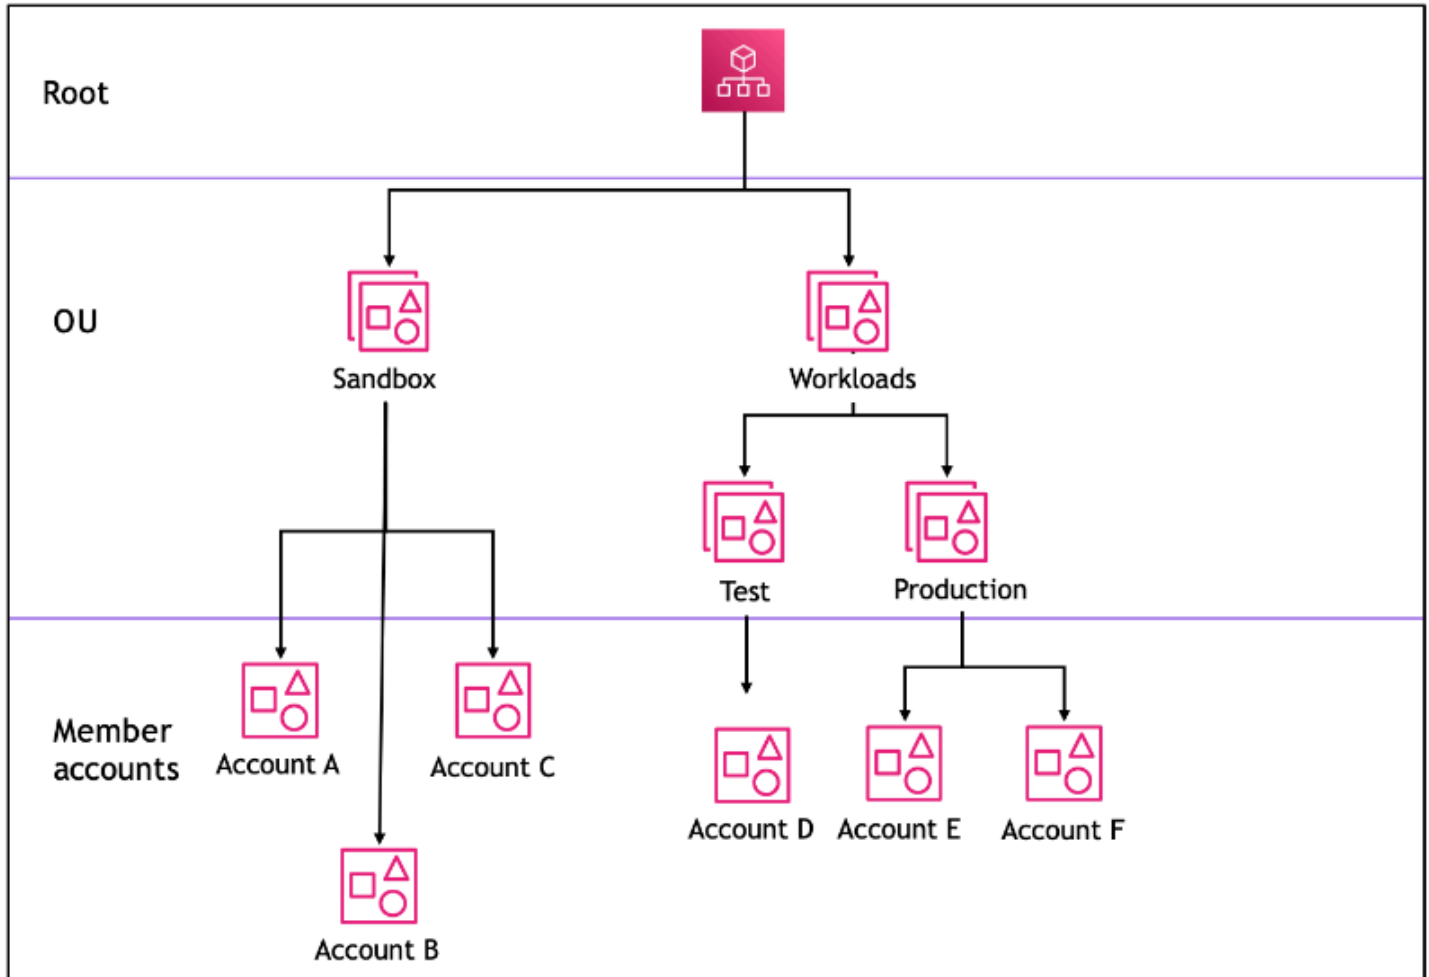 Root
OU
Sandbox
Workloads
Test
Production
Member
accounts
Account A
Account C
Account D
Account E
Account F
Account B